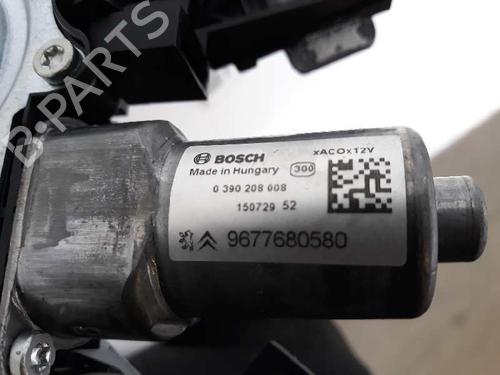 BOSCH
xACOx12V
Made in Hungary
300
0 390 208 008
150729 52
9677680580
B-PARTS